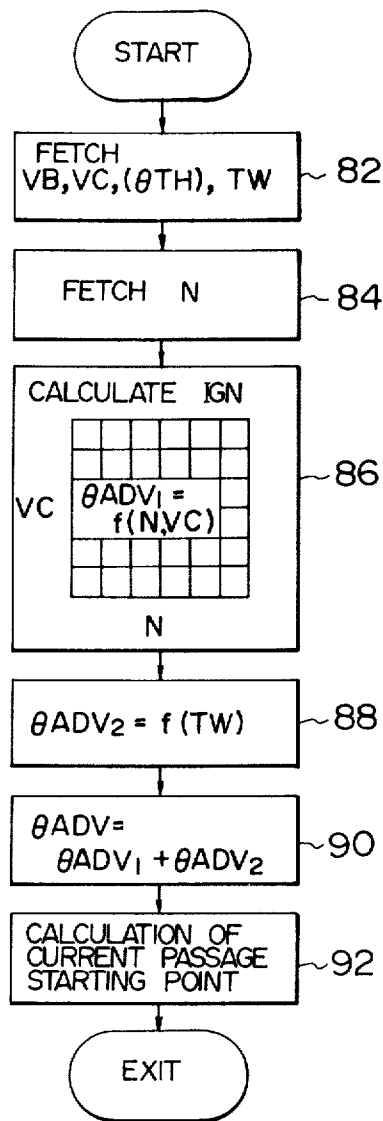 START
FETCH
VB,VC,(θTH), TW
82
FETCH N
84
CALCULATE IGN
VC
θADV₁ =
f(N,VC)
N
86
θADV₂ = f (TW)
88
θADV=
θADV₁ + θADV₂
90
CALCULATION OF
CURRENT PASSAGE
STARTING POINT
92
EXIT